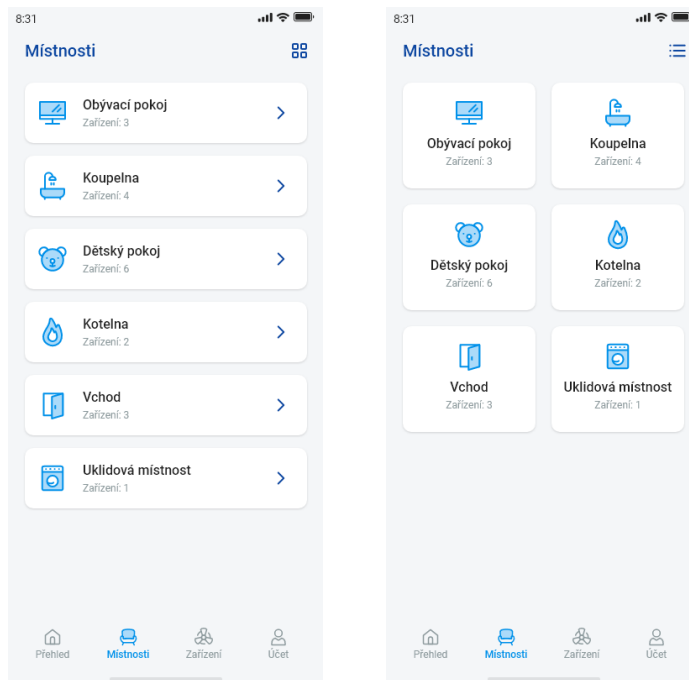 8:31
Místnosti
Obývací pokoj
Zařízení: 3
Koupelna
Zařízení: 4
Dětský pokoj
Zařízení: 6
Kotelna
Zařízení: 2
Vchod
Zařízení: 3
Uklidová místnost
Zařízení: 1
Přehled Místnosti Zařízení Účet
8:31
Místnosti
Obývací pokoj Koupelna
Zařízení: 3 Zařízení: 4
Dětský pokoj Kotelna
Zařízení: 6 Zařízení: 2
Vchod Uklidová místnost
Zařízení: 3 Zařízení: 1
Přehled Místnosti Zařízení Účet